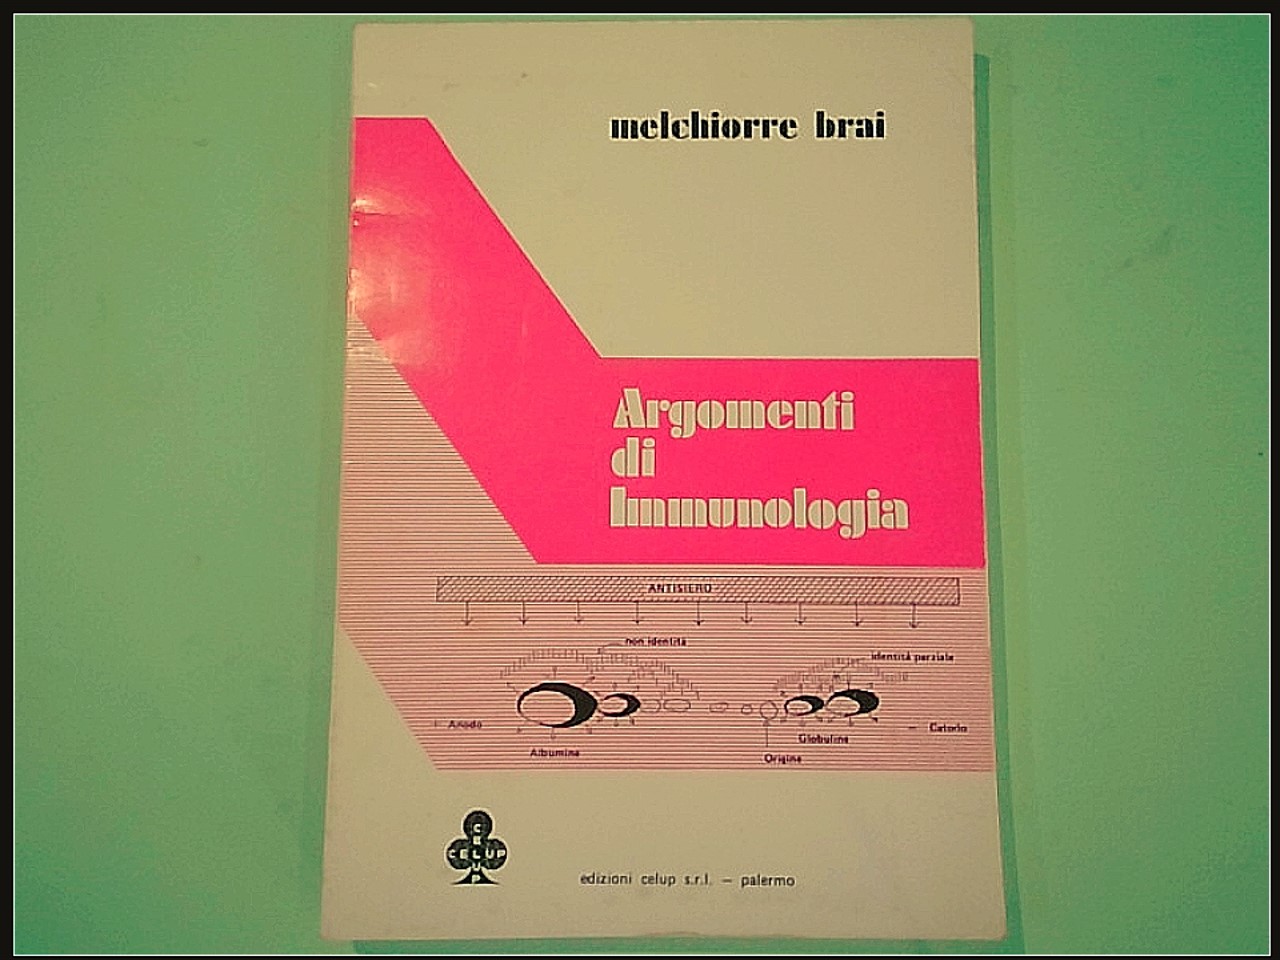 melchiorre brai
Argomenti
di
Immunologia
ANTISIERO
non identità
identità parziale
+ Anodo
− Catodo
Globuline
Albumina
Origine
CELUP
CELUP
edizioni celup s.r.l. – palermo